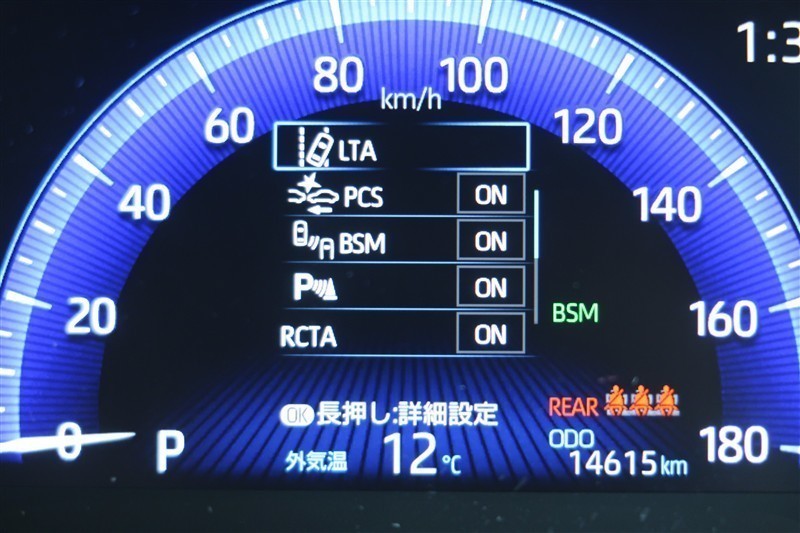 1:3
80 100
km/h
60 120
LTA
40 140
PCS ON
BSM ON
P ON
20 160
BSM
RCTA ON
OK 長押し:詳細設定
REAR
0 P 180
外気温 12℃
ODO
14615km